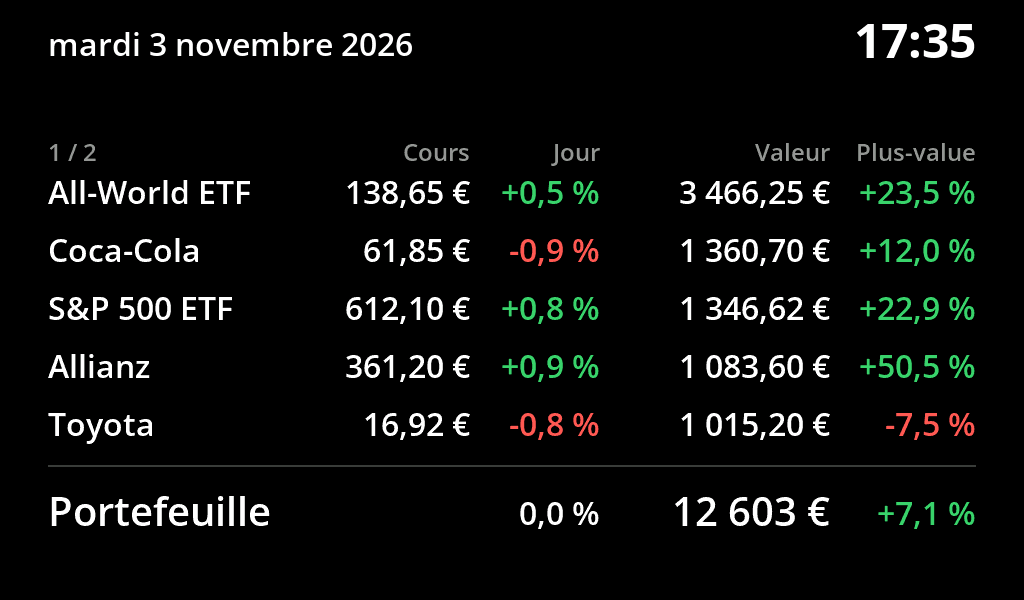 mardi 3 novembre 2026 17:35
1 / 2 Cours Jour Valeur Plus-value
All-World ETF 138,65 € +0,5 % 3 466,25 € +23,5 %
Coca-Cola 61,85 € -0,9 % 1 360,70 € +12,0 %
S&P 500 ETF 612,10 € +0,8 % 1 346,62 € +22,9 %
Allianz 361,20 € +0,9 % 1 083,60 € +50,5 %
Toyota 16,92 € -0,8 % 1 015,20 € -7,5 %
Portefeuille 0,0 % 12 603 € +7,1 %